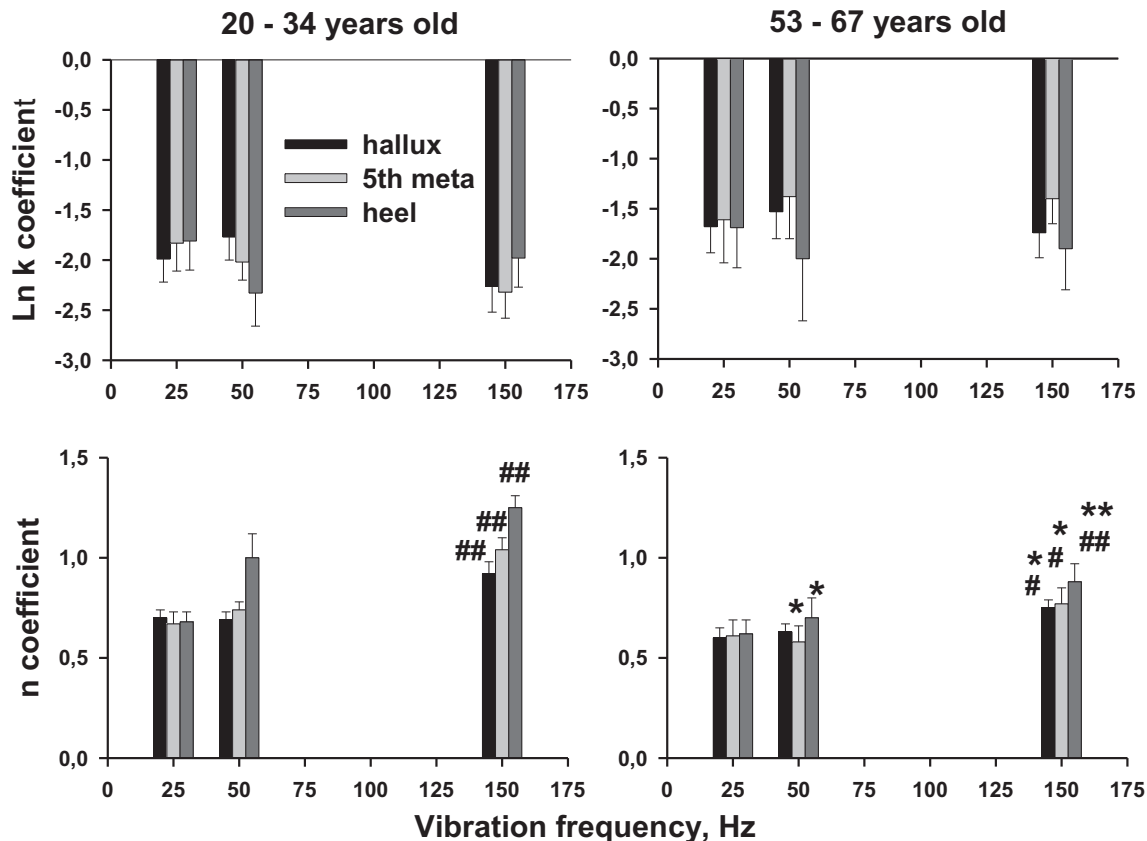 20 - 34 years old
53 - 67 years old
Ln k coefficient
0,0
-0,5
-1,0
-1,5
-2,0
-2,5
-3,0
hallux
5th meta
heel
0 25 50 75 100 125 150 175
0,0
-0,5
-1,0
-1,5
-2,0
-2,5
-3,0
0 25 50 75 100 125 150 175
n coefficient
1,5
1,0
0,5
0,0
##
##
##
0 25 50 75 100 125 150 175
1,5
1,0
0,5
0,0
* *
* * **
# # ##
0 25 50 75 100 125 150 175
Vibration frequency, Hz